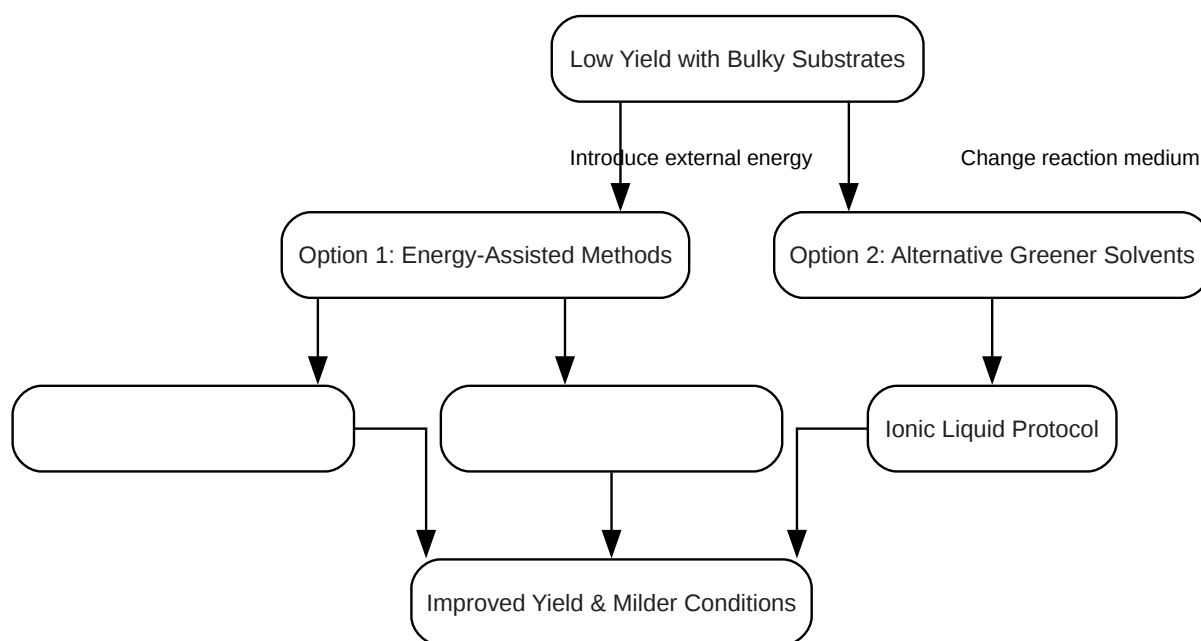 Low Yield with Bulky Substrates
Introduce external energy
Change reaction medium
Option 1: Energy-Assisted Methods
Option 2: Alternative Greener Solvents
Ionic Liquid Protocol
Improved Yield & Milder Conditions